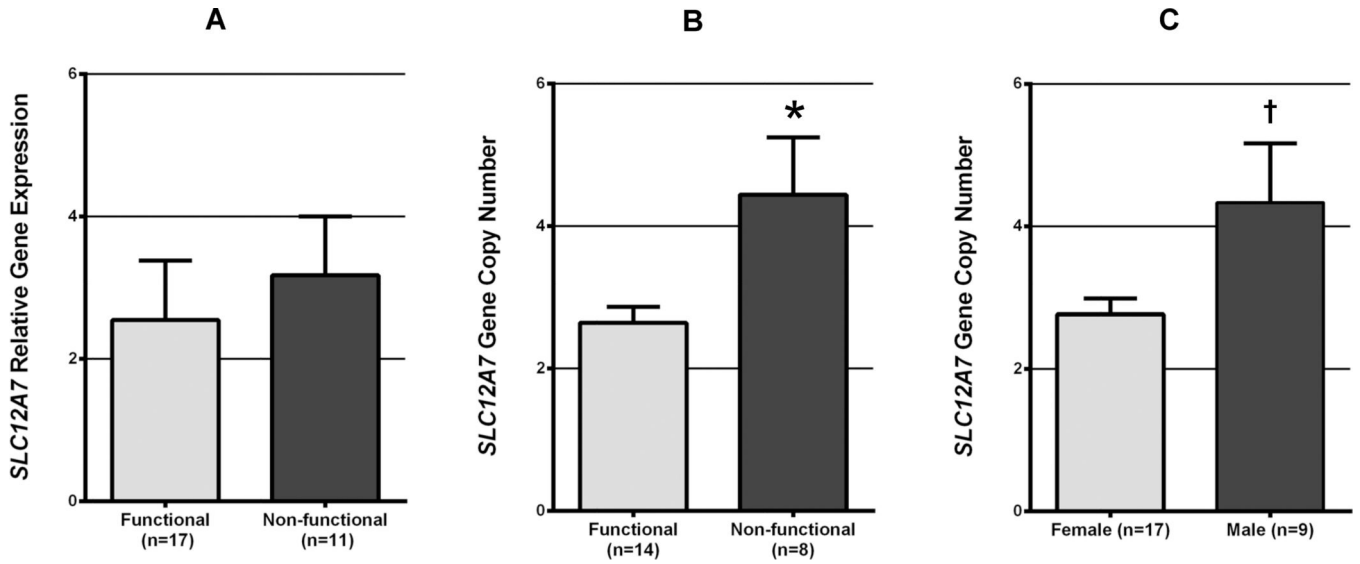 A
SLC12A7 Relative Gene Expression
6
4
2
0
Functional
(n=17)
Non-functional
(n=11)
B
SLC12A7 Gene Copy Number
6
4
2
0
*
Functional
(n=14)
Non-functional
(n=8)
C
SLC12A7 Gene Copy Number
6
4
2
0
†
Female (n=17)
Male (n=9)